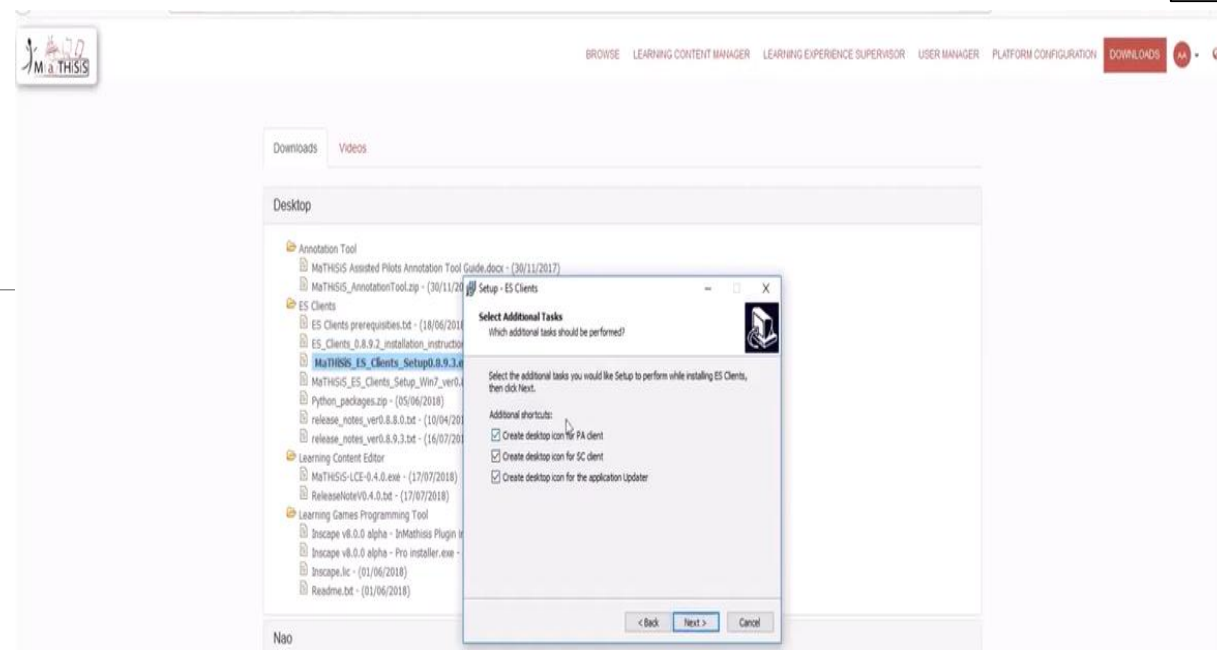 MaTHiSiS
BROWSE LEARNING CONTENT MANAGER LEARNING EXPERIENCE SUPERVISOR USER MANAGER PLATFORM CONFIGURATION DOWNLOADS AA
Downloads Videos
Desktop
Annotation Tool
MaTHiSiS Assisted Pilots Annotation Tool Guide.docx - (30/11/2017)
MaTHiSiS_AnnotationTool.zip - (30/11/20
ES Clients
ES Clients prerequisities.txt - (18/06/2018
ES_Clients_0.8.9.2_installation_instruction
MaTHiSiS_ES_Clients_Setup0.8.9.3.e
MaTHiSiS_ES_Clients_Setup_Win7_ver0.
Python_packages.zip - (05/06/2018)
release_notes_ver0.8.8.0.txt - (10/04/201
release_notes_ver0.8.9.3.txt - (16/07/201
Learning Content Editor
MaTHiSiS-LCE-0.4.0.exe - (17/07/2018)
ReleaseNoteV0.4.0.txt - (17/07/2018)
Learning Games Programming Tool
Inscape v8.0.0 alpha - InMathisis Plugin in
Inscape v8.0.0 alpha - Pro installer.exe -
Inscape.lic - (01/06/2018)
Readme.txt - (01/06/2018)
Nao
Setup - ES Clients
Select Additional Tasks
Which additional tasks should be performed?
Select the additional tasks you would like Setup to perform while installing ES Clients,
then click Next.
Additional shortcuts:
Create desktop icon for PA client
Create desktop icon for SC client
Create desktop icon for the application Updater
< Back Next > Cancel